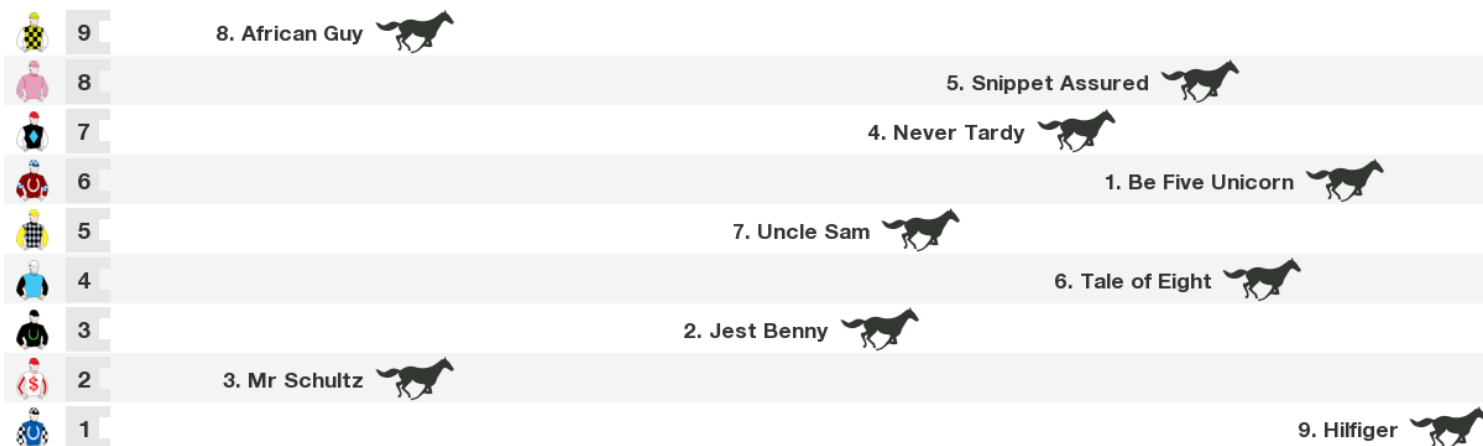 9 8. African Guy
8 5. Snippet Assured
7 4. Never Tardy
6 1. Be Five Unicorn
5 7. Uncle Sam
4 6. Tale of Eight
3 2. Jest Benny
$ 2 3. Mr Schultz
1 9. Hilfiger